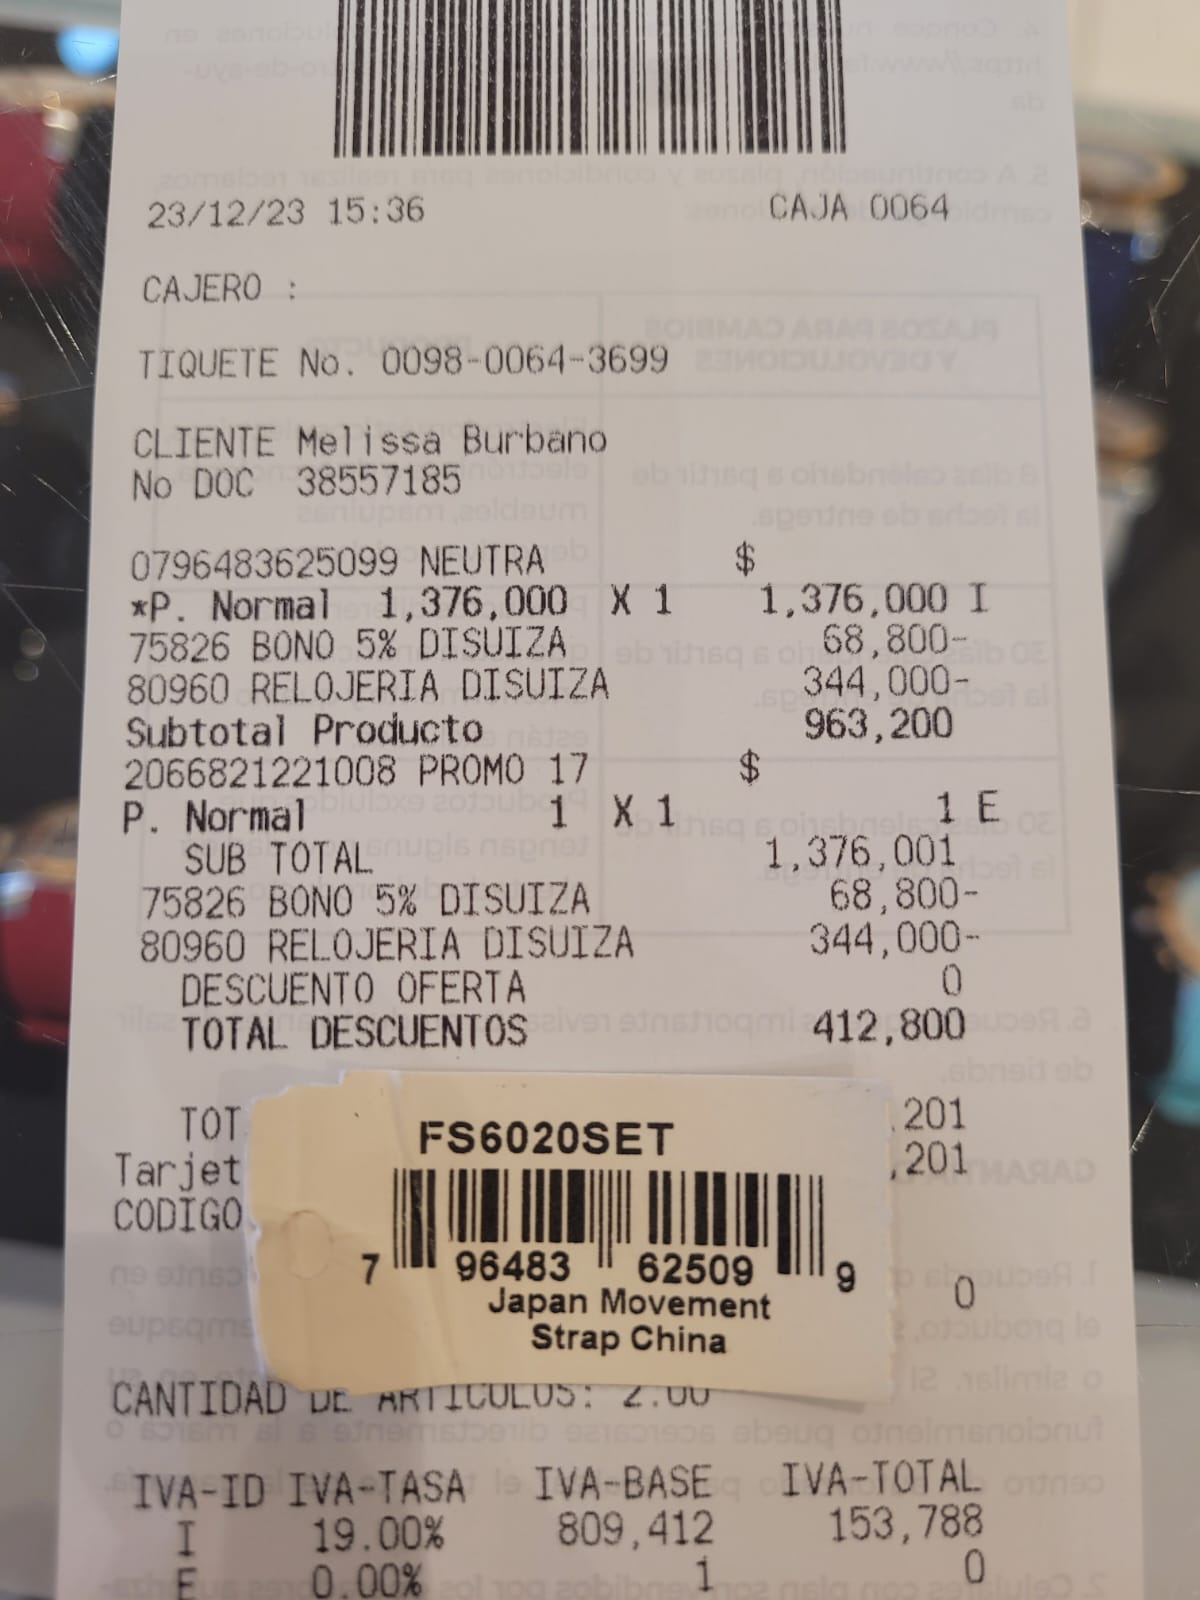 23/12/23 15:36 CAJA 0064
CAJERO :
TIQUETE No. 0098-0064-3699
CLIENTE Melissa Burbano
No DOC 38557185
0796483625099 NEUTRA $
*P. Normal 1,376,000 X 1 1,376,000 I
75826 BONO 5% DISUIZA 68,800-
80960 RELOJERIA DISUIZA 344,000-
Subtotal Producto 963,200
2066821221008 PROMO 17 $
P. Normal 1 X 1 1 E
SUB TOTAL 1,376,001
75826 BONO 5% DISUIZA 68,800-
80960 RELOJERIA DISUIZA 344,000-
DESCUENTO OFERTA 0
TOTAL DESCUENTOS 412,800
TOT .201
Tarjet ,201
CODIGO
FS6020SET
7 96483 62509 9
Japan Movement
Strap China
0
CANTIDAD DE ARTICULOS: 2.00
IVA-ID IVA-TASA IVA-BASE IVA-TOTAL
I 19.00% 809,412 153,788
E 0.00% 1 0